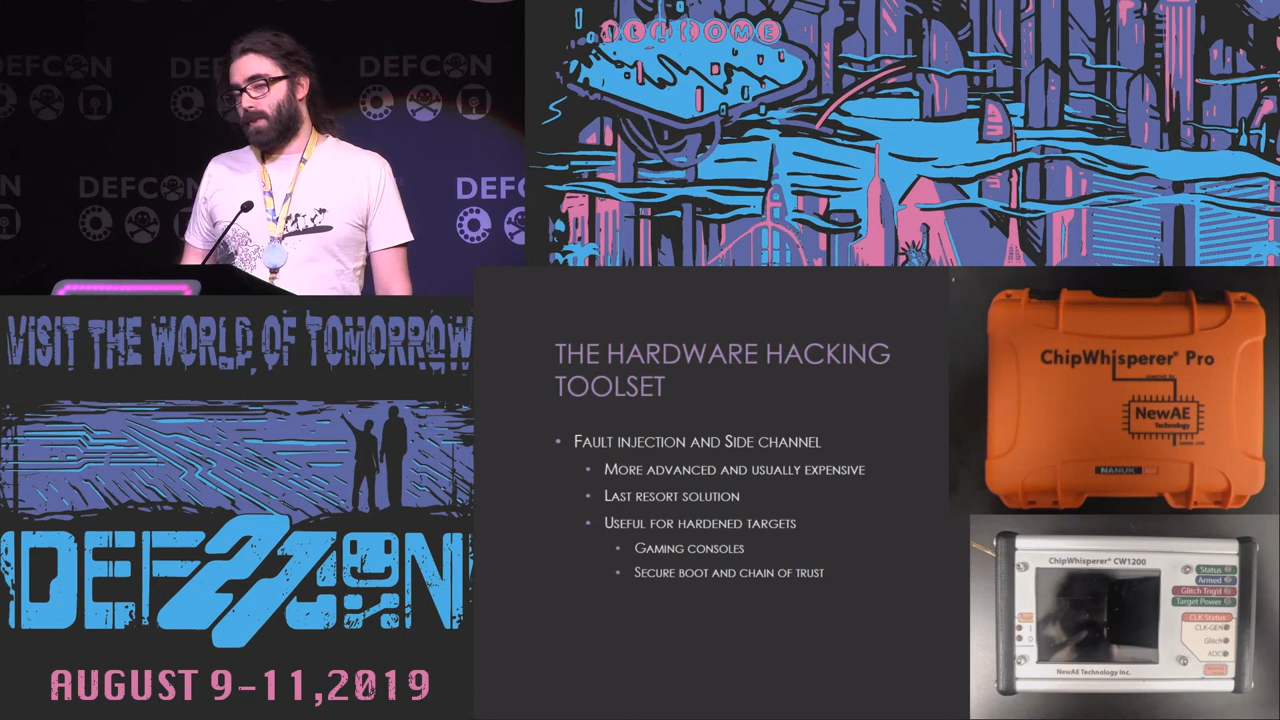 DEFCON
DEFCON
DEFCON
DEFCON
WELCOME
VISIT THE WORLD OF TOMORROW
DEF CON
27
AUGUST 9-11,2019
THE HARDWARE HACKING
TOOLSET
• FAULT INJECTION AND SIDE CHANNEL
• MORE ADVANCED AND USUALLY EXPENSIVE
• LAST RESORT SOLUTION
• USEFUL FOR HARDENED TARGETS
• GAMING CONSOLES
• SECURE BOOT AND CHAIN OF TRUST
ChipWhisperer® Pro
NewAE
Technology
NANUK
ChipWhisperer® CW1200
Status
Armed
Glitch Trig'd
Target Power
CLK Status
CLK-GEN
Glitch
ADC
NewAE Technology Inc.